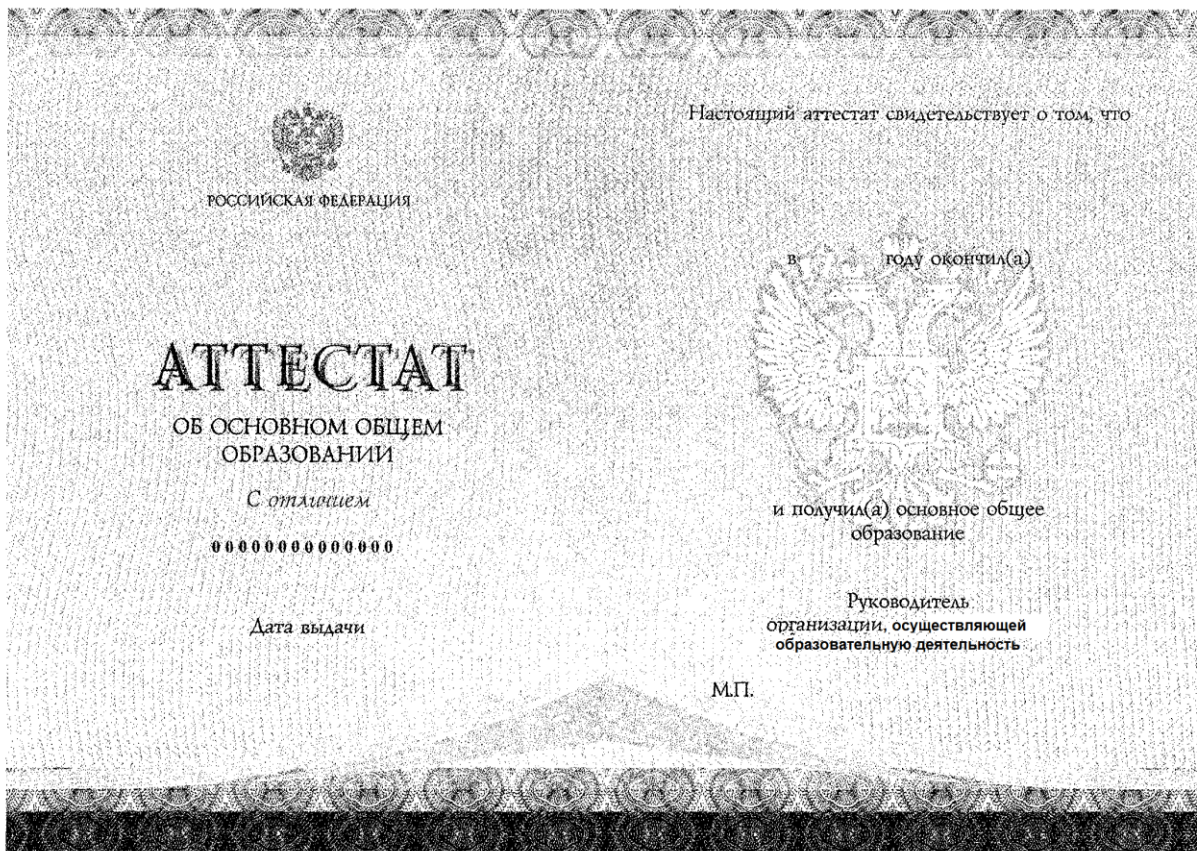 РОССИЙСКАЯ ФЕДЕРАЦИЯ
АТТЕСТАТ
ОБ ОСНОВНОМ ОБЩЕМ
ОБРАЗОВАНИИ
С отличием
00000000000000
Дата выдачи
Настоящий аттестат свидетельствует о том, что
в году окончил(а)
и получил(а) основное общее
образование
Руководитель
организации, осуществляющей
образовательную деятельность
М.П.